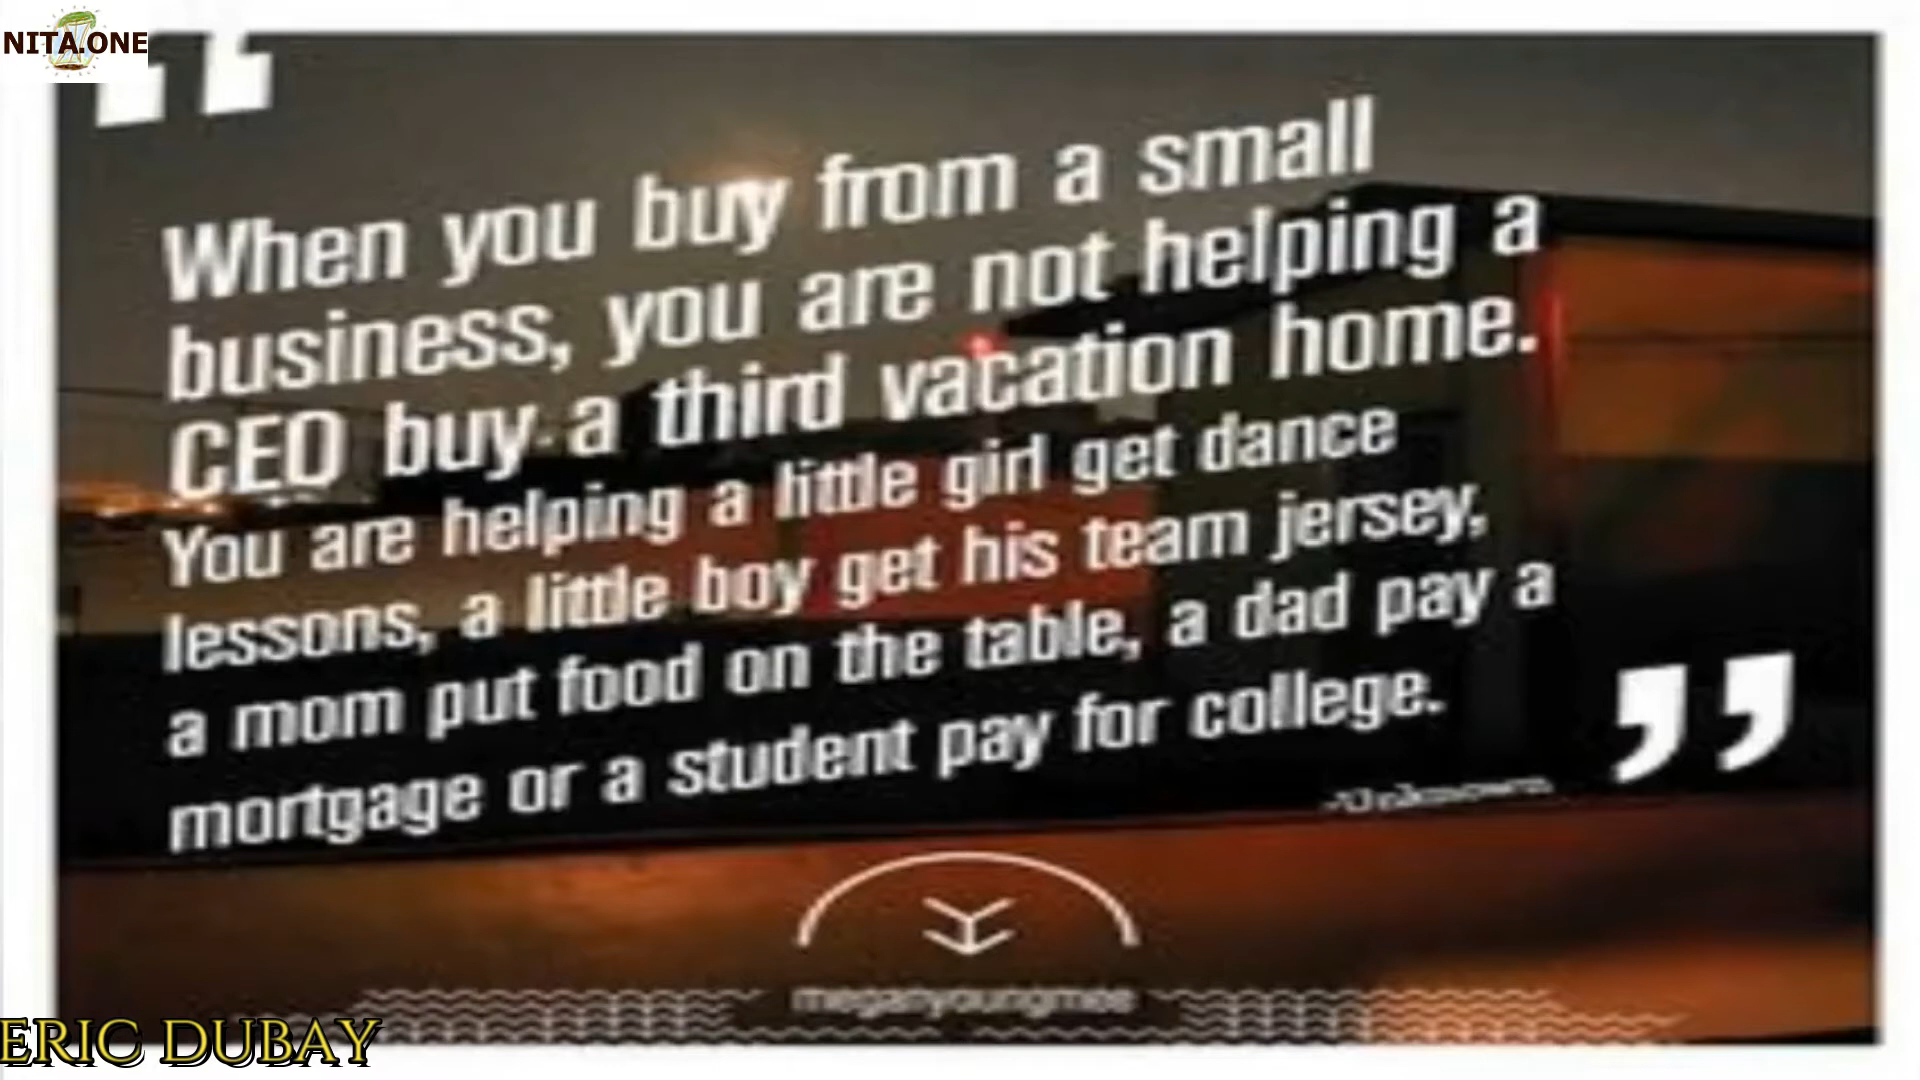 NITA.ONE
“
When you buy from a small
business, you are not helping a
CEO buy a third vacation home.
You are helping a little girl get dance
lessons, a little boy get his team jersey,
a mom put food on the table, a dad pay a
mortgage or a student pay for college.
”
-Unknown
meganyoungmee
ERIC DUBAY